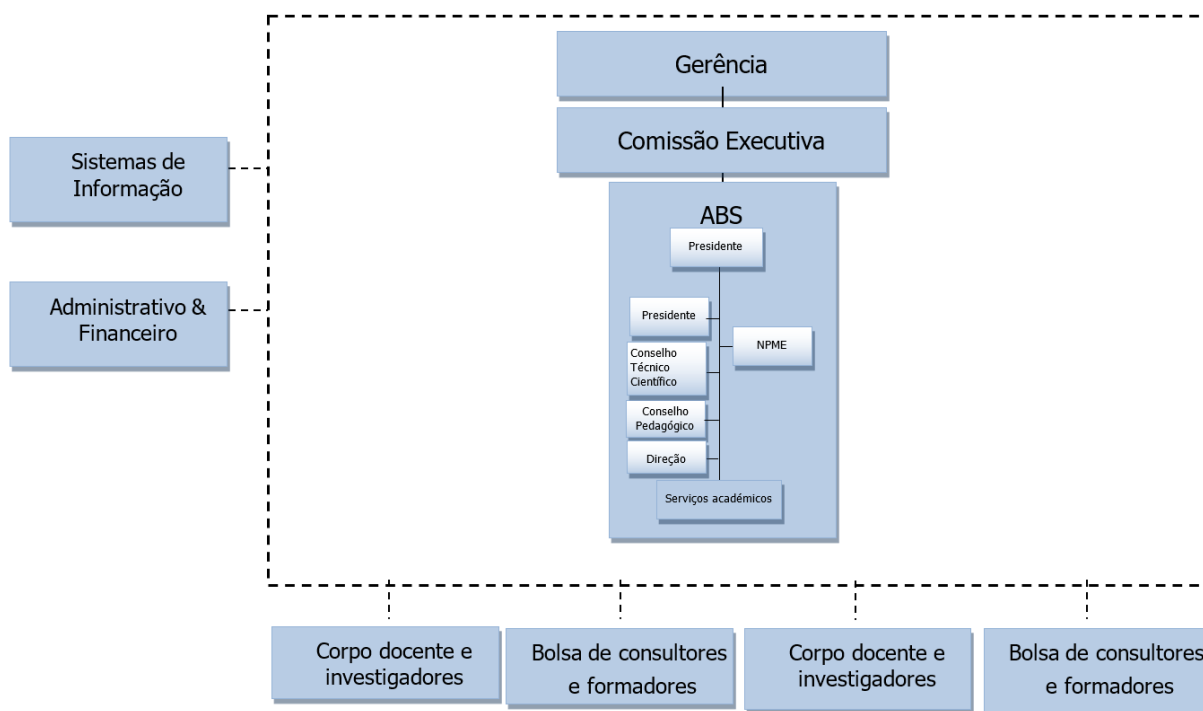 Gerência
Comissão Executiva
Sistemas de
Informação
ABS
Presidente
Administrativo &
Financeiro
Presidente
NPME
Conselho
Técnico
Científico
Conselho
Pedagógico
Direção
Serviços académicos
Corpo docente e
investigadores
Bolsa de consultores
e formadores
Corpo docente e
investigadores
Bolsa de consultores
e formadores